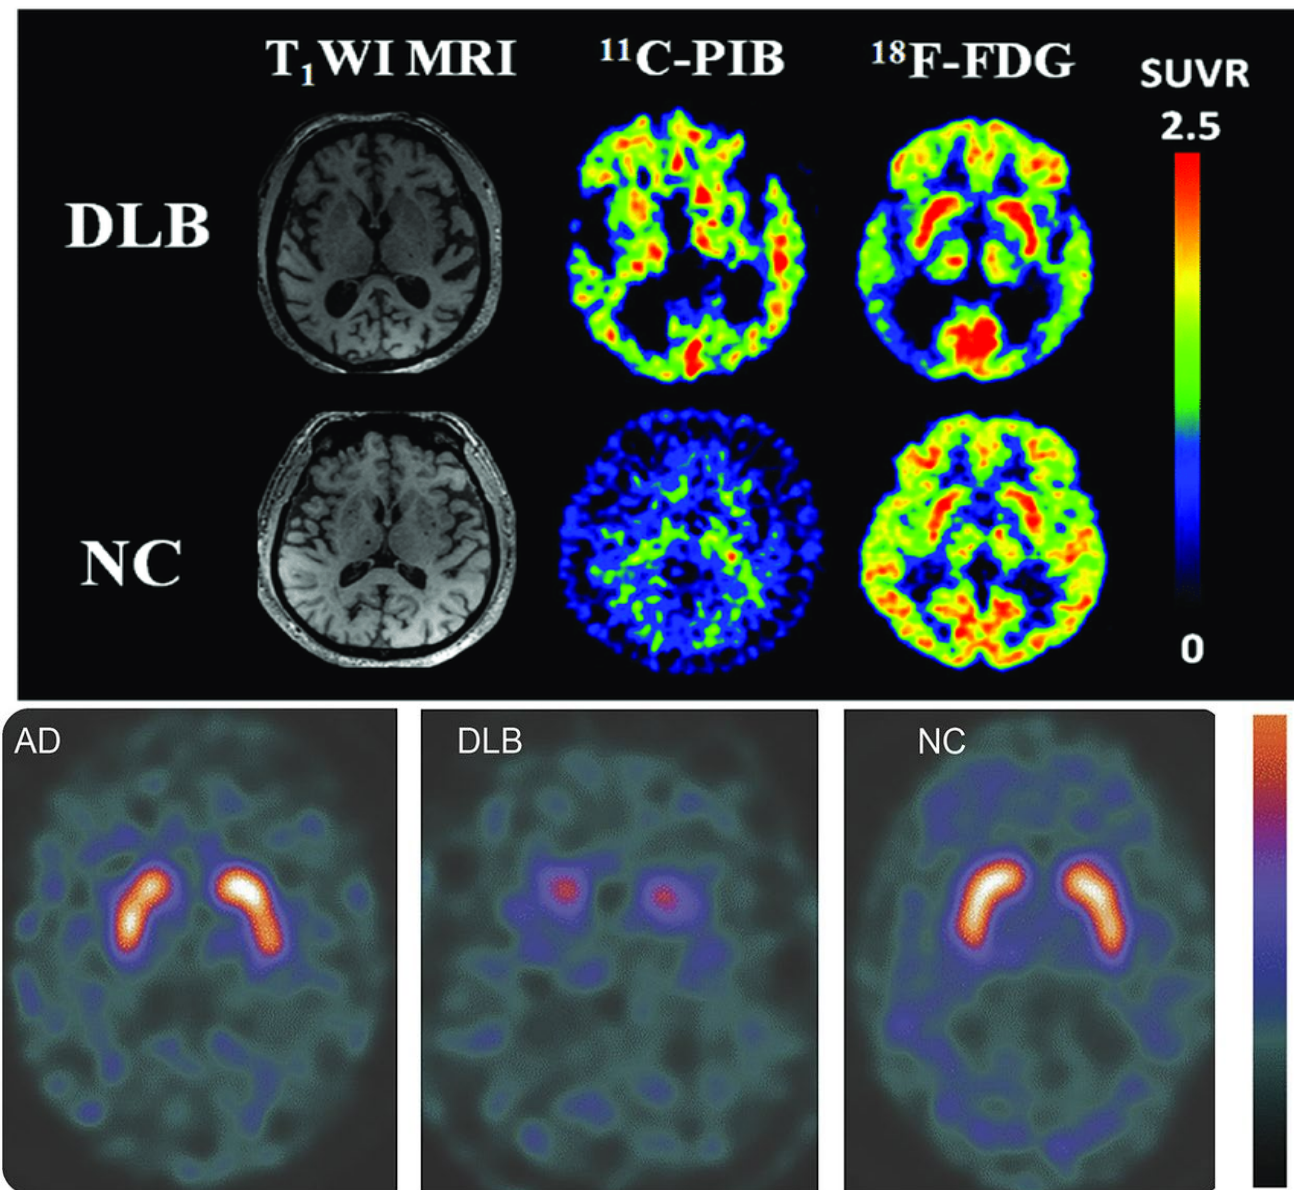 T₁WI MRI
¹¹C-PIB
¹⁸F-FDG
SUVR
2.5
DLB
NC
0
AD
DLB
NC